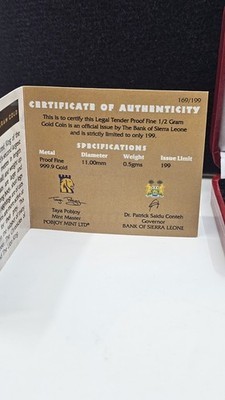 169/199
CERTIFICATE OF AUTHENTICITY
This is to certify this Legal Tender Proof Fine 1/2 Gram
Gold Coin is an official issue by The Bank of Sierra Leone
and is strictly limited to only 199.
SPECIFICATIONS
Metal Diameter Weight Issue Limit
Proof Fine 11.00mm 0.5gms 199
999.9 Gold
Taya Pobjoy
Mint Master
POBJOY MINT LTD®
Dr. Patrick Saidu Conteh
Governor
BANK OF SIERRA LEONE